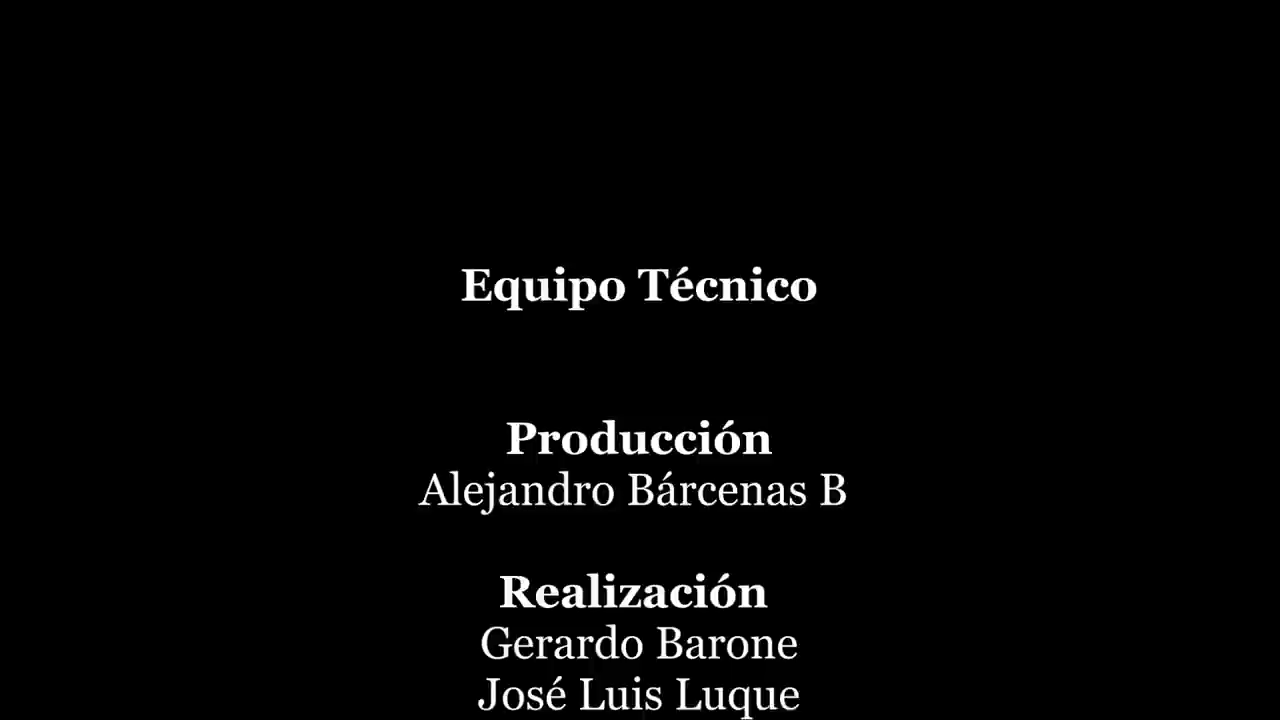 Equipo Técnico
Producción
Alejandro Bárcenas B
Realización
Gerardo Barone
José Luis Luque